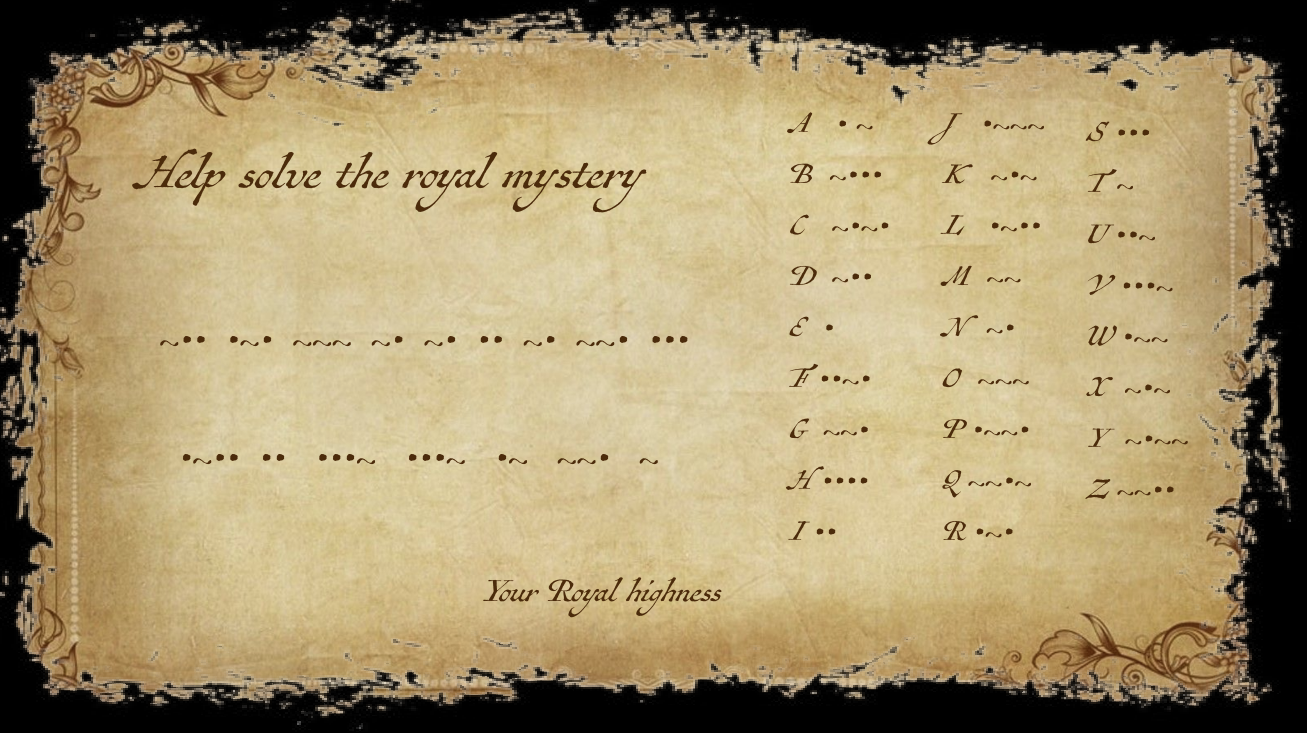 Help solve the royal mystery
~•• •~• ~~~ ~• ~• •• ~• ~~• •••
•~•• •• •••~ •••~ •~ ~~• ~
Your Royal highness
A •~
B ~•••
C ~•~•
D ~••
E •
F ••~•
G ~~•
H ••••
I ••
J •~~~
K ~•~
L •~••
M ~~
N ~•
O ~~~
P •~~•
Q ~~•~
R •~•
S •••
T ~
U ••~
V •••~
W •~~
X ~•~
Y ~•~~
Z ~~••